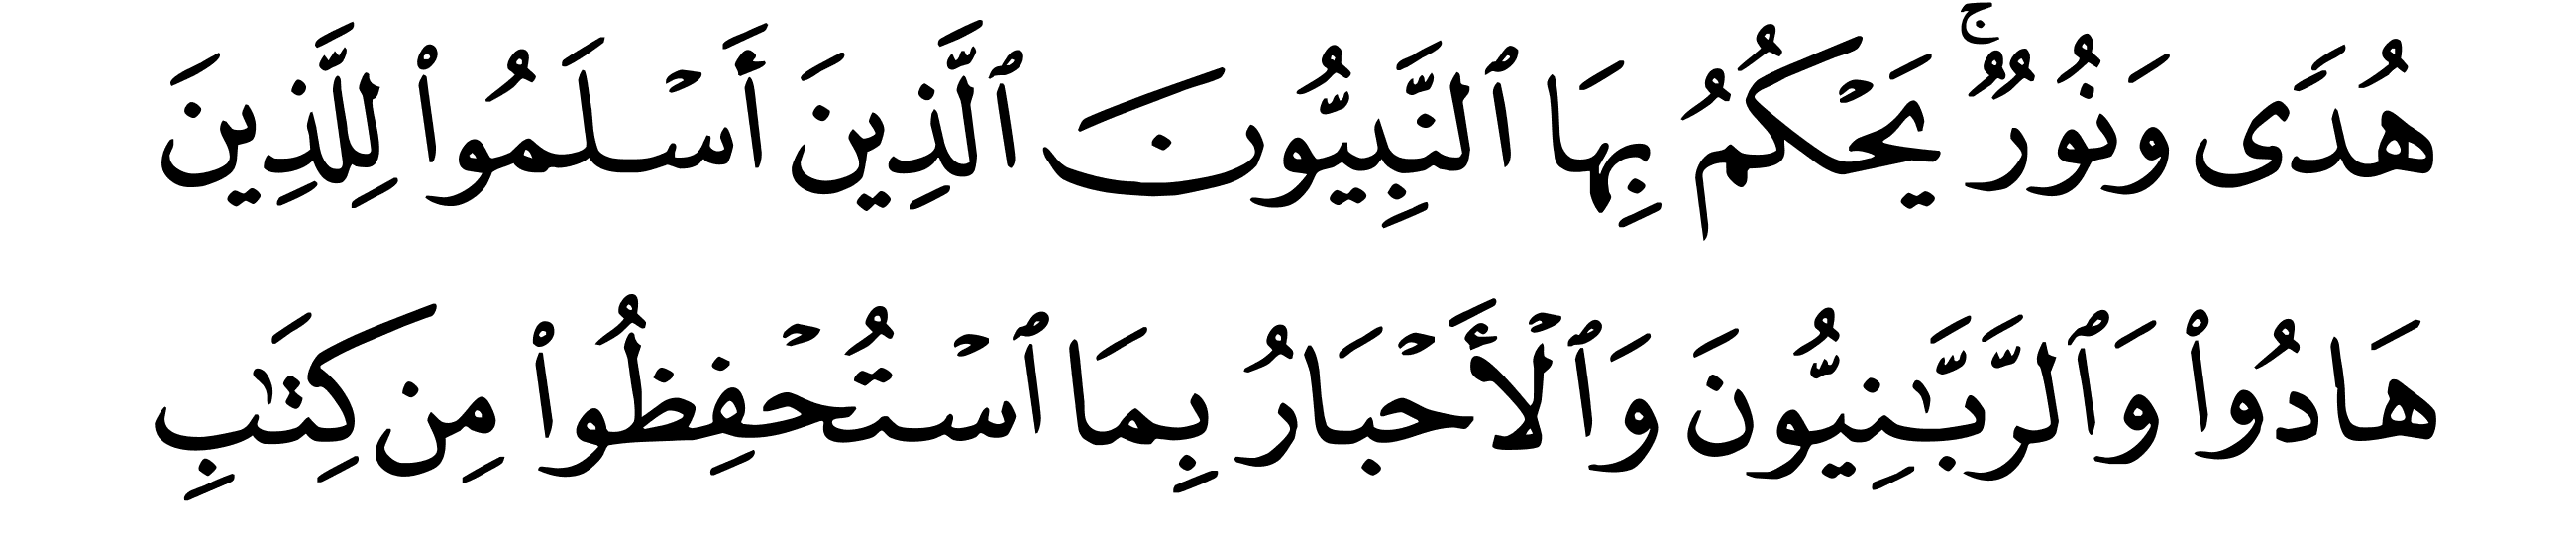 هُدٗى وَنُورٞۚ يَحۡكُمُ بِهَا ٱلنَّبِيُّونَ ٱلَّذِينَ أَسۡلَمُواْ لِلَّذِينَ
هَادُواْ وَٱلرَّبَّٰنِيُّونَ وَٱلۡأَحۡبَارُ بِمَا ٱسۡتُحۡفِظُواْ مِن كِتَٰبِ